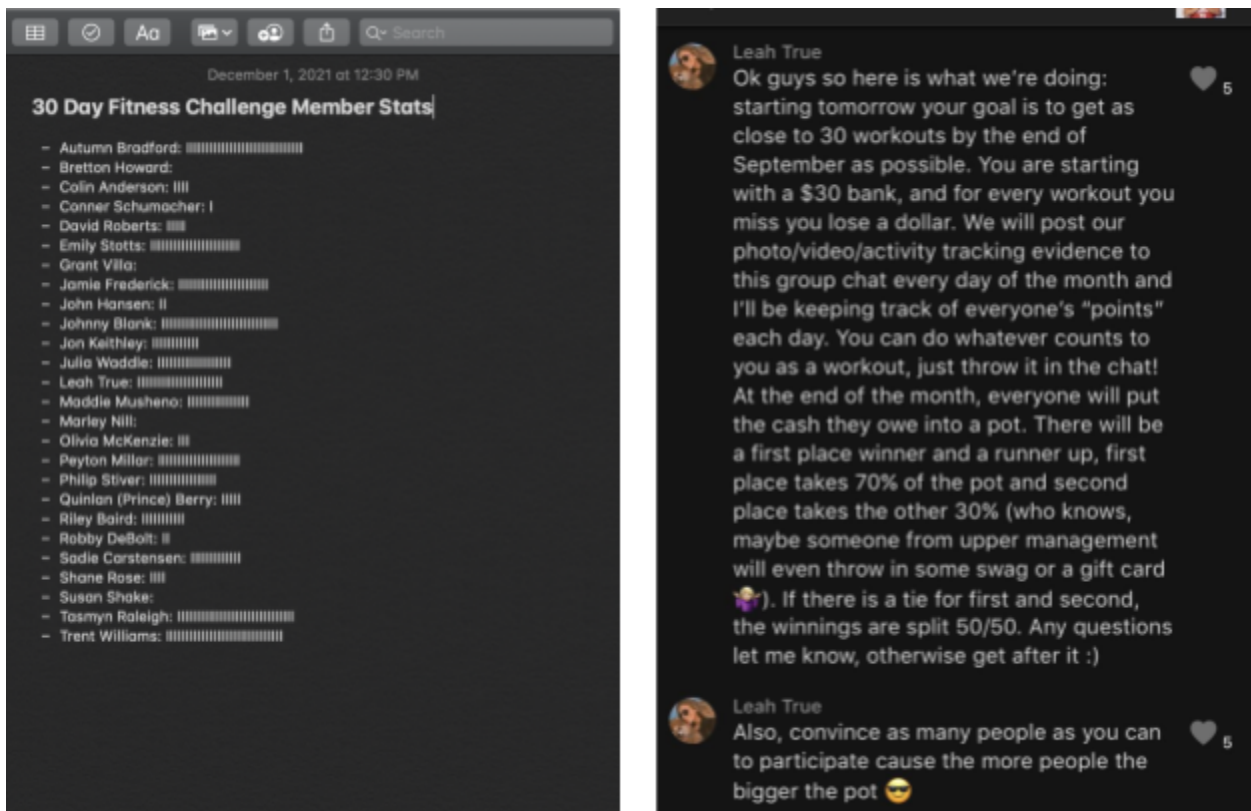 Aa
Search
December 1, 2021 at 12:30 PM
30 Day Fitness Challenge Member Stats
– Autumn Bradford:
– Bretton Howard:
– Colin Anderson: IIII
– Conner Schumacher: I
– David Roberts: IIIII
– Emily Stotts:
– Grant Villa:
– Jamie Frederick:
– John Hansen: II
– Johnny Blank:
– Jon Keithley:
– Julia Waddle:
– Leah True:
– Maddie Musheno:
– Marley Nill:
– Olivia McKenzie: III
– Peyton Millar:
– Philip Stiver:
– Quinlan (Prince) Berry: IIIII
– Riley Baird:
– Robby DeBolt: II
– Sadie Carstensen:
– Shane Rose: IIII
– Susan Shake:
– Tasmyn Raleigh:
– Trent Williams:
Leah True
Ok guys so here is what we're doing:
starting tomorrow your goal is to get as
close to 30 workouts by the end of
September as possible. You are starting
with a $30 bank, and for every workout you
miss you lose a dollar. We will post our
photo/video/activity tracking evidence to
this group chat every day of the month and
I'll be keeping track of everyone's "points"
each day. You can do whatever counts to
you as a workout, just throw it in the chat!
At the end of the month, everyone will put
the cash they owe into a pot. There will be
a first place winner and a runner up, first
place takes 70% of the pot and second
place takes the other 30% (who knows,
maybe someone from upper management
will even throw in some swag or a gift card
🤷🏼‍♀️). If there is a tie for first and second,
the winnings are split 50/50. Any questions
let me know, otherwise get after it :)
5
Leah True
Also, convince as many people as you can
to participate cause the more people the
bigger the pot 😎
5